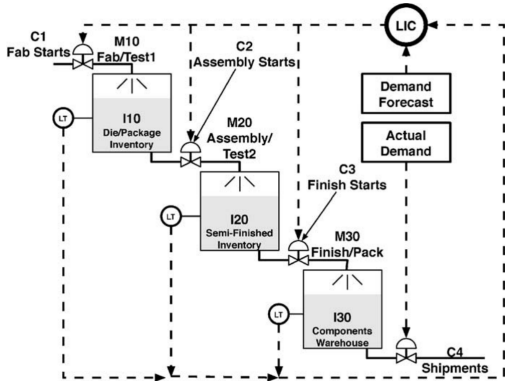 C1
Fab Starts
M10
Fab/Test1
C2
Assembly Starts
LIC
Demand
Forecast
Actual
Demand
LT
I10
Die/Package
Inventory
M20
Assembly/
Test2
C3
Finish Starts
LT
I20
Semi-Finished
Inventory
M30
Finish/Pack
LT
I30
Components
Warehouse
C4
Shipments